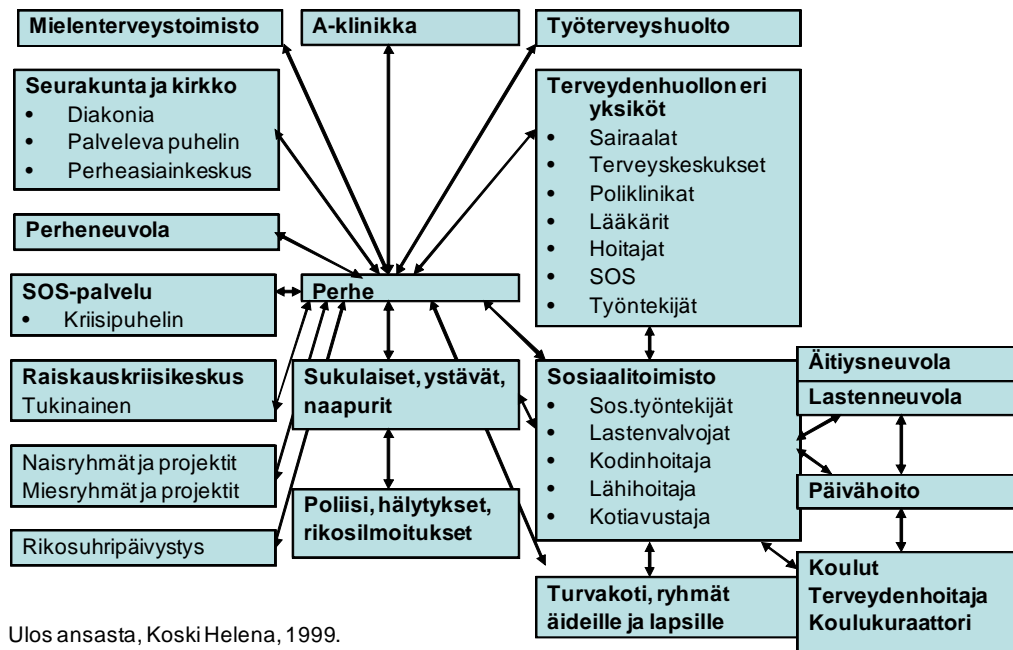 Mielenterveystoimisto
A-klinikka
Työterveyshuolto
Seurakunta ja kirkko
• Diakonia
• Palveleva puhelin
• Perheasiainkeskus
Terveydenhuollon eri
yksiköt
• Sairaalat
• Terveyskeskukset
• Poliklinikat
• Lääkärit
• Hoitajat
• SOS
• Työntekijät
Perheneuvola
Perhe
SOS-palvelu
• Kriisipuhelin
Raiskauskriisikeskus
Tukinainen
Sukulaiset, ystävät,
naapurit
Sosiaalitoimisto
• Sos.työntekijät
• Lastenvalvojat
• Kodinhoitaja
• Lähihoitaja
• Kotiavustaja
Äitiysneuvola
Lastenneuvola
Naisryhmät ja projektit
Miesryhmät ja projektit
Poliisi, hälytykset,
rikosilmoitukset
Päivähoito
Rikosuhripäivystys
Turvakoti, ryhmät
äideille ja lapsille
Koulut
Terveydenhoitaja
Koulukuraattori
Ulos ansasta, Koski Helena, 1999.